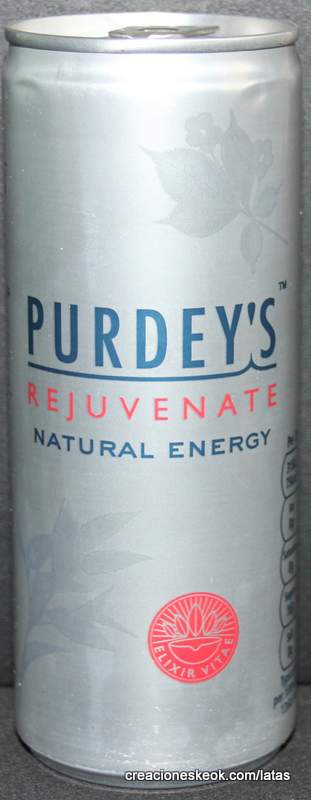 PURDEY'S™
REJUVENATE
NATURAL ENERGY
ELIXIR VITAE
creacioneskeok.com/latas